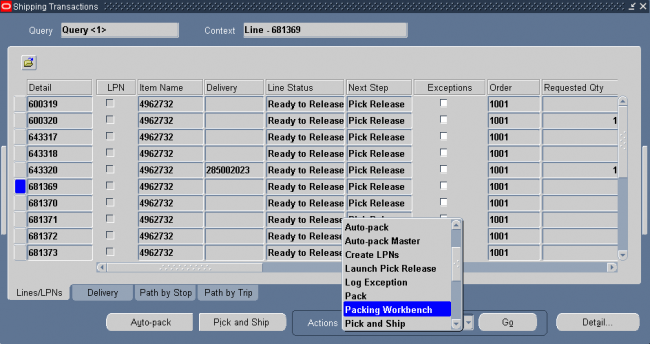 Shipping Transactions
Query Query <1> Context Line - 681369
Detail LPN Item Name Delivery Line Status Next Step Exceptions Order Requested Qty
600319 4962732 Ready to Release Pick Release 1001
600320 4962732 Ready to Release Pick Release 1001 1
643317 4962732 Ready to Release Pick Release 1001
643318 4962732 Ready to Release Pick Release 1001
643320 4962732 285002023 Ready to Release Pick Release 1001 1
681369 4962732 Ready to Release Pick Release 1001
681370 4962732 Ready to Release Pick Release 1001
681371 4962732 Ready to Release 1001
681372 4962732 Ready to Release 1001
681373 4962732 Ready to Release 1001
Auto-pack
Auto-pack Master
Create LPNs
Launch Pick Release
Log Exception
Pack
Packing Workbench
Pick and Ship
Lines/LPNs Delivery Path by Stop Path by Trip
Auto-pack Pick and Ship Actions Go Detail...